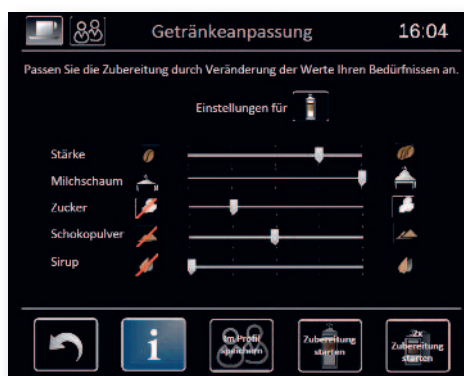 Getränkeanpassung
16:04
Passen Sie die Zubereitung durch Veränderung der Werte Ihren Bedürfnissen an.
Einstellungen für
Stärke
Milchschaum
Zucker
Schokopulver
Sirup
i
Im Profil
speichern
Zubereitung
starten
2x
Zubereitung
starten